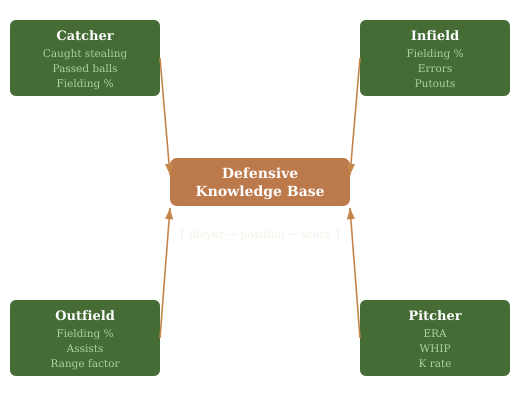 Catcher
Caught stealing
Passed balls
Fielding %
Infield
Fielding %
Errors
Putouts
Defensive
Knowledge Base
{ player → position → score }
Outfield
Fielding %
Assists
Range factor
Pitcher
ERA
WHIP
K rate